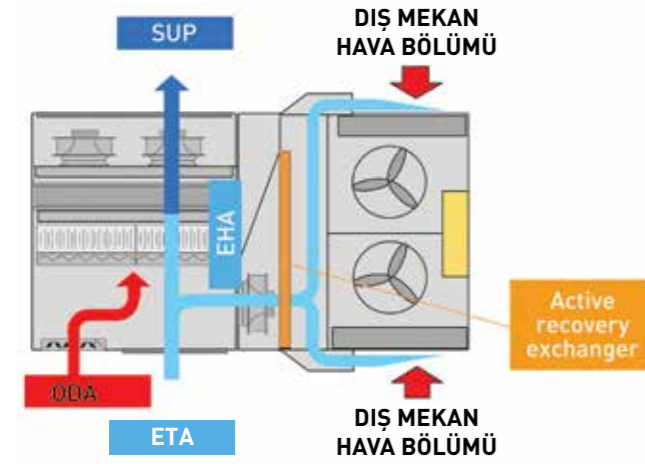 SUP
DIŞ MEKAN
HAVA BÖLÜMÜ
EHA
Active
recovery
exchanger
ODA
ETA
DIŞ MEKAN
HAVA BÖLÜMÜ